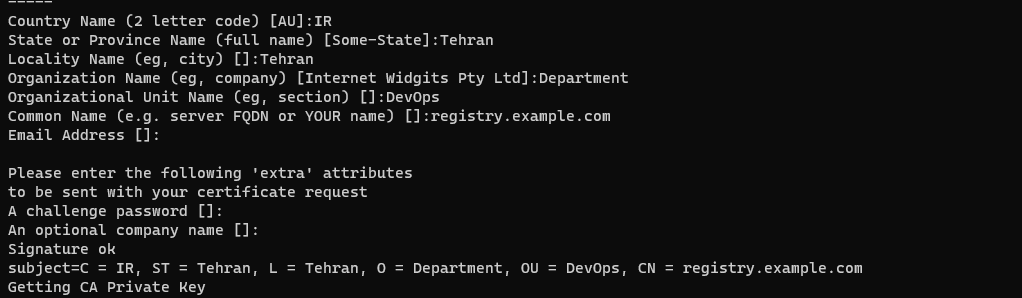 -----
Country Name (2 letter code) [AU]:IR
State or Province Name (full name) [Some-State]:Tehran
Locality Name (eg, city) []:Tehran
Organization Name (eg, company) [Internet Widgits Pty Ltd]:Department
Organizational Unit Name (eg, section) []:DevOps
Common Name (e.g. server FQDN or YOUR name) []:registry.example.com
Email Address []:

Please enter the following 'extra' attributes
to be sent with your certificate request
A challenge password []:
An optional company name []:
Signature ok
subject=C = IR, ST = Tehran, L = Tehran, O = Department, OU = DevOps, CN = registry.example.com
Getting CA Private Key